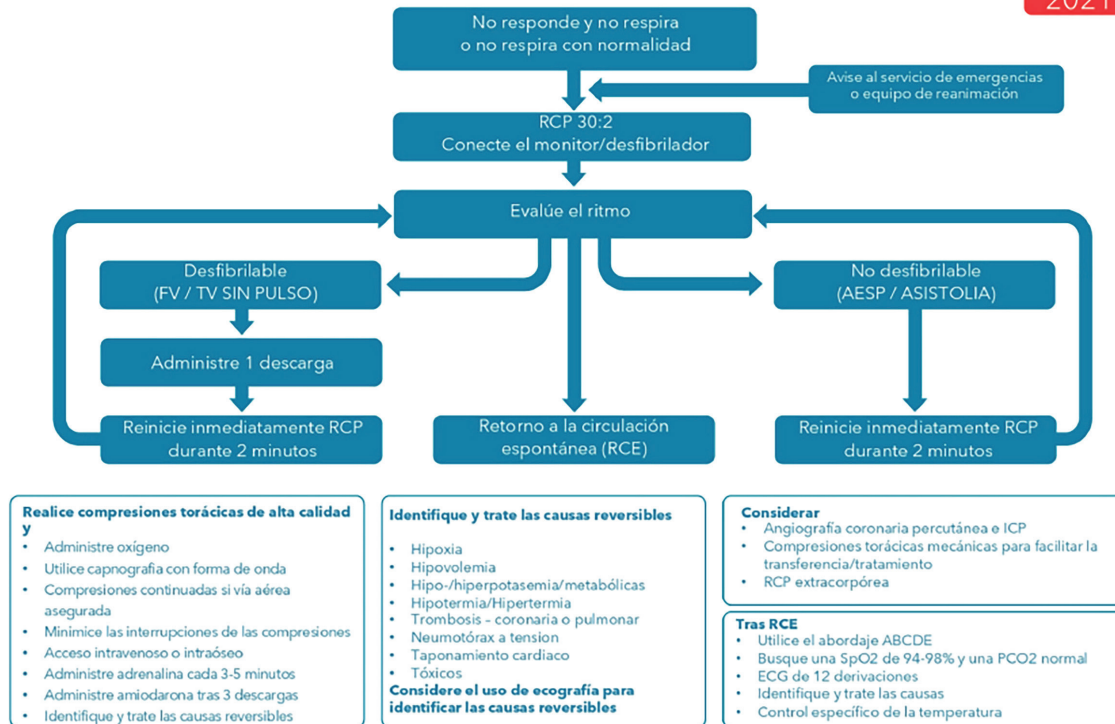 2021
No responde y no respira
o no respira con normalidad
Avise al servicio de emergencias
o equipo de reanimación
RCP 30:2
Conecte el monitor/desfibrilador
Evalúe el ritmo
Desfibrilable
(FV / TV SIN PULSO)
No desfibrilable
(AESP / ASISTOLIA)
Administre 1 descarga
Reinicie inmediatamente RCP
durante 2 minutos
Retorno a la circulación
espontánea (RCE)
Reinicie inmediatamente RCP
durante 2 minutos
Realice compresiones torácicas de alta calidad
y
• Administre oxígeno
• Utilice capnografia con forma de onda
• Compresiones continuadas si vía aérea
asegurada
• Minimice las interrupciones de las compresiones
• Acceso intravenoso o intraóseo
• Administre adrenalina cada 3-5 minutos
• Administre amiodarona tras 3 descargas
• Identifique y trate las causas reversibles
Identifique y trate las causas reversibles
• Hipoxia
• Hipovolemia
• Hipo-/hiperpotasemia/metabólicas
• Hipotermia/Hipertermia
• Trombosis – coronaria o pulmonar
• Neumotórax a tension
• Taponamiento cardiaco
• Tóxicos
Considere el uso de ecografía para
identificar las causas reversibles
Considerar
• Angiografía coronaria percutánea e ICP
• Compresiones torácicas mecánicas para facilitar la
transferencia/tratamiento
• RCP extracorpórea
Tras RCE
• Utilice el abordaje ABCDE
• Busque una SpO2 de 94-98% y una PCO2 normal
• ECG de 12 derivaciones
• Identifique y trate las causas
• Control específico de la temperatura